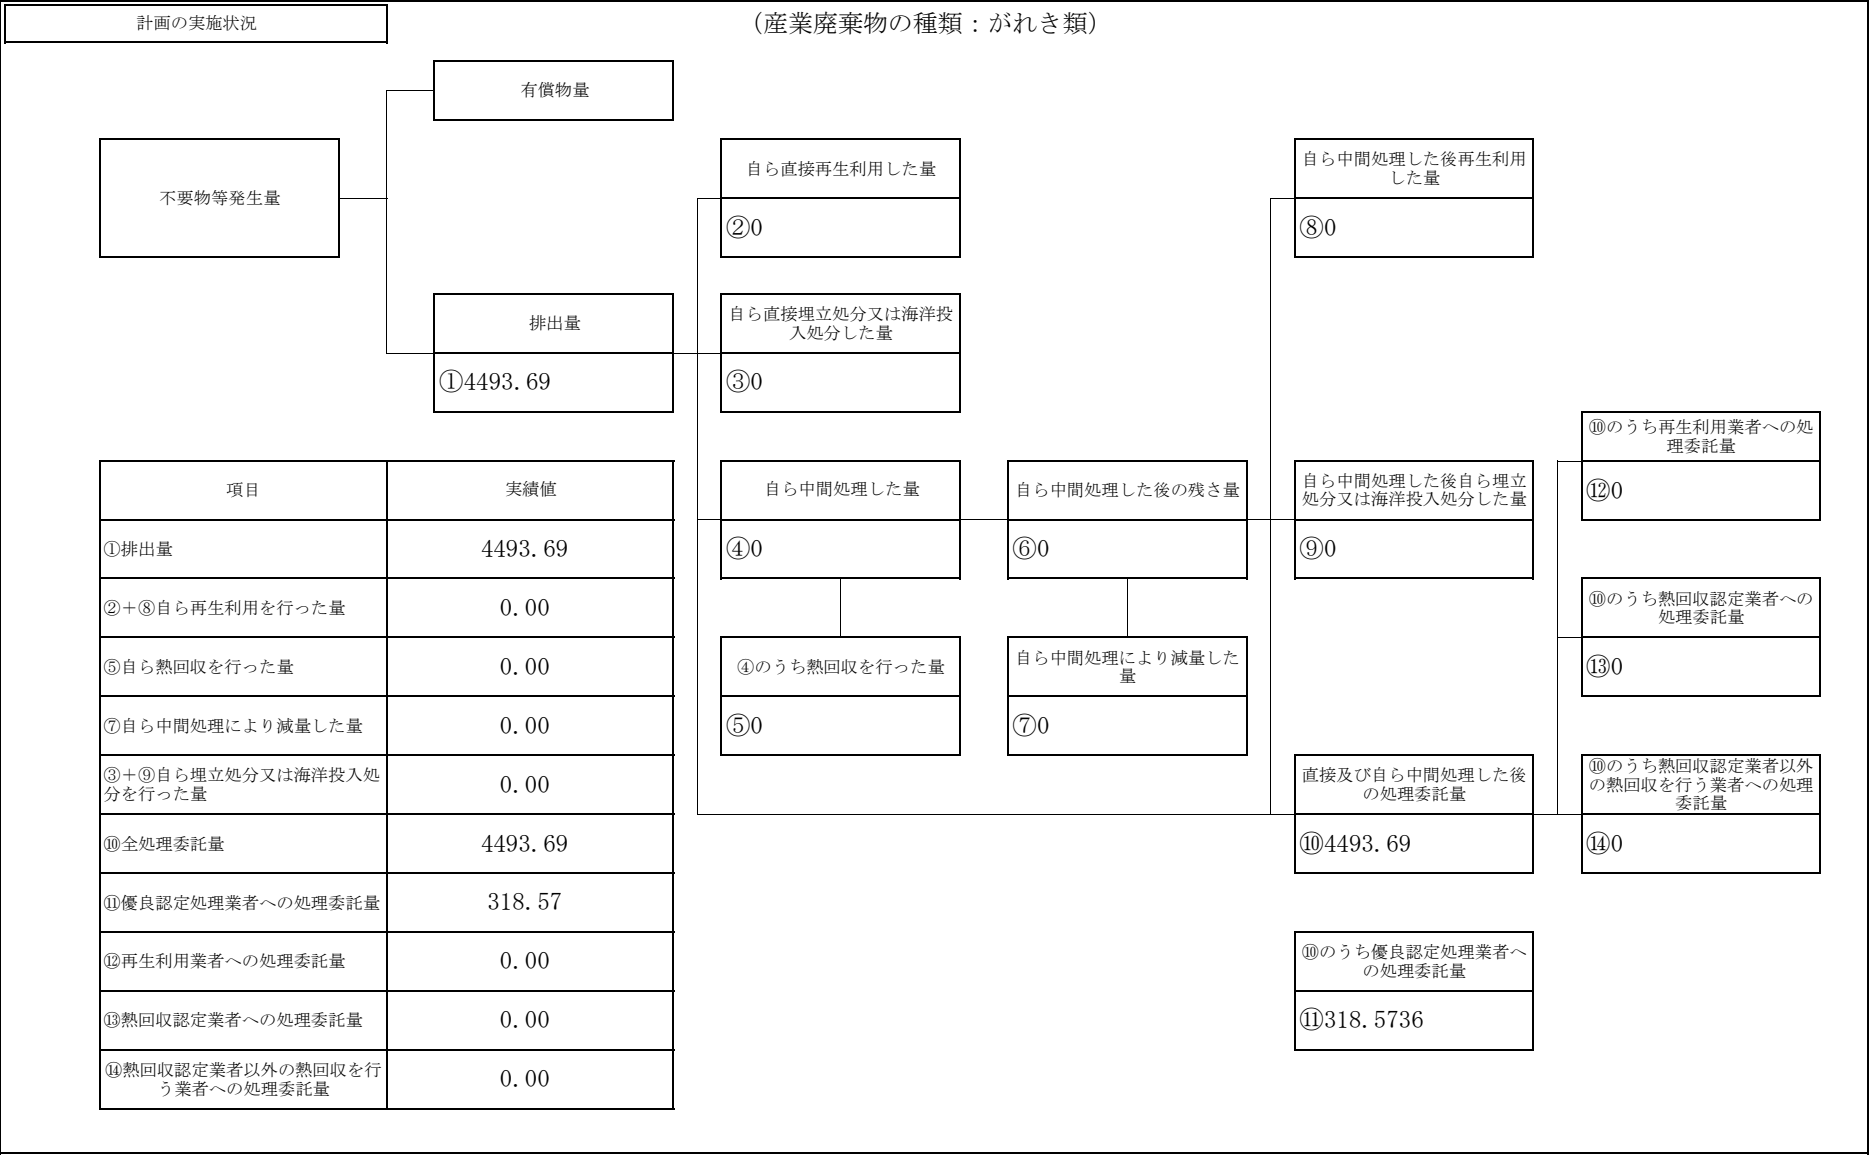 計画の実施状況
（産業廃棄物の種類：がれき類）
有償物量
不要物等発生量
自ら直接再生利用した量
②0
自ら中間処理した後再生利用
した量
⑧0
排出量
①4493.69
自ら直接埋立処分又は海洋投
入処分した量
③0
⑩のうち再生利用業者への処
理委託量
⑫0
自ら中間処理した量
④0
自ら中間処理した後の残さ量
⑥0
自ら中間処理した後自ら埋立
処分又は海洋投入処分した量
⑨0
⑩のうち熱回収認定業者への
処理委託量
⑬0
④のうち熱回収を行った量
⑤0
自ら中間処理により減量した
量
⑦0
直接及び自ら中間処理した後
の処理委託量
⑩4493.69
⑩のうち熱回収認定業者以外
の熱回収を行う業者への処理
委託量
⑭0
⑩のうち優良認定処理業者へ
の処理委託量
⑪318.5736
項目 実績値
①排出量 4493.69
②＋⑧自ら再生利用を行った量 0.00
⑤自ら熱回収を行った量 0.00
⑦自ら中間処理により減量した量 0.00
③＋⑨自ら埋立処分又は海洋投入処
分を行った量 0.00
⑩全処理委託量 4493.69
⑪優良認定処理業者への処理委託量 318.57
⑫再生利用業者への処理委託量 0.00
⑬熱回収認定業者への処理委託量 0.00
⑭熱回収認定業者以外の熱回収を行
う業者への処理委託量 0.00